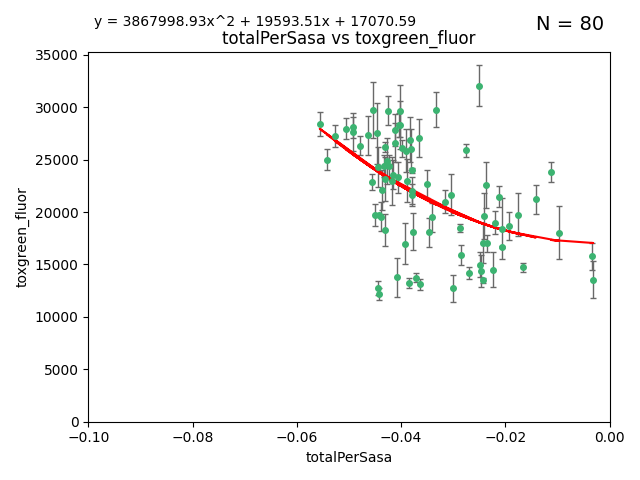 y = 3867998.93x^2 + 19593.51x + 17070.59
N = 80
totalPerSasa vs toxgreen_fluor
35000
30000
25000
20000
15000
10000
5000
0
toxgreen_fluor
−0.10 −0.08 −0.06 −0.04 −0.02 0.00
totalPerSasa